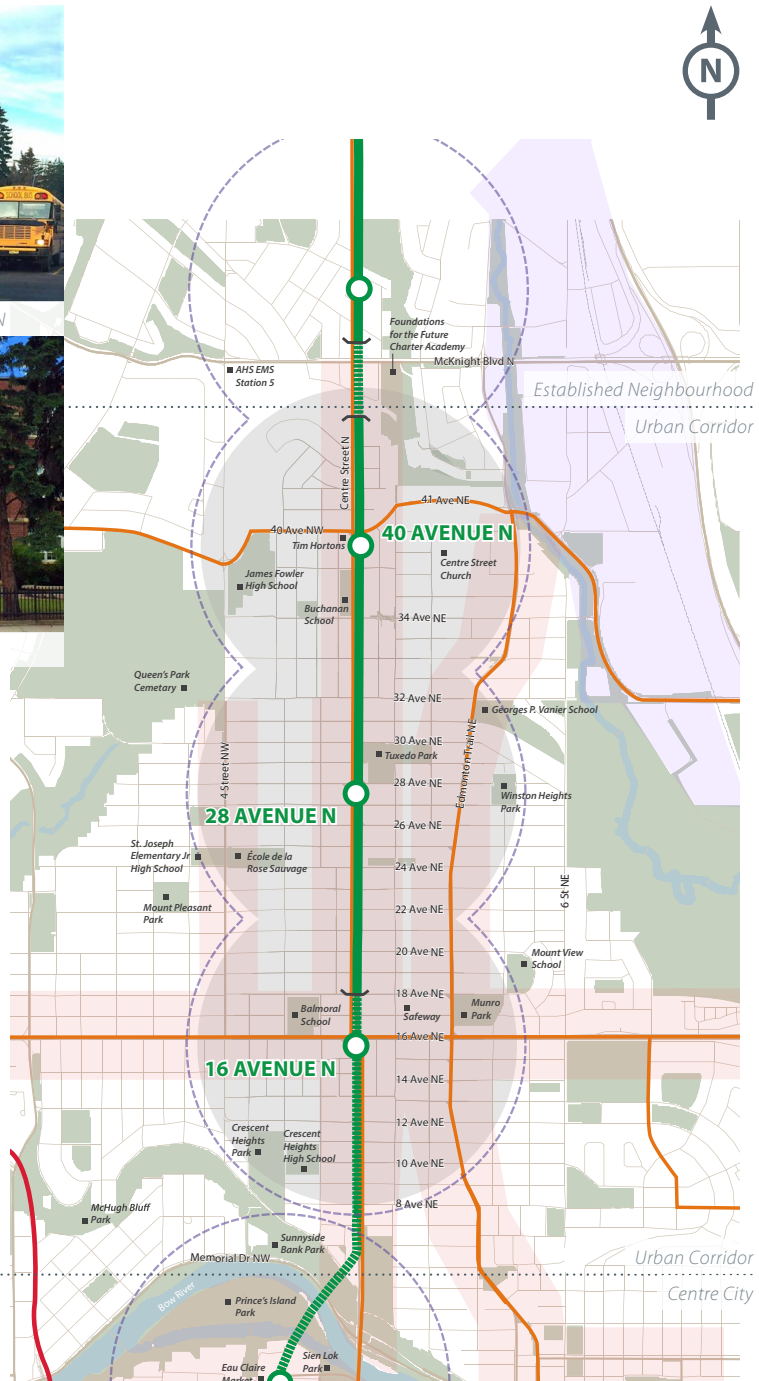 N
SCHOOL BUS
Foundations
for the Future
Charter Academy
McKnight Blvd N
AHS EMS
Station 5
Established Neighbourhood
Urban Corridor
Centre Street N
41 Ave NE
40 Ave NW
40 AVENUE N
Tim Hortons
Centre Street
Church
James Fowler
High School
Buchanan
School
34 Ave NE
Queen's Park
Cemetary
32 Ave NE
Georges P. Vanier School
30 Ave NE
Tuxedo Park
4 Street NW
Edmonton Trail NE
28 Ave NE
Winston Heights
Park
28 AVENUE N
26 Ave NE
St. Joseph
Elementary Jr
High School
École de la
Rose Sauvage
24 Ave NE
6 St NE
Mount Pleasant
Park
22 Ave NE
20 Ave NE
Mount View
School
18 Ave NE
Balmoral
School
Safeway
Munro
Park
16 Ave NE
16 AVENUE N
14 Ave NE
12 Ave NE
Crescent
Heights
Park
Crescent
Heights
High School
10 Ave NE
8 Ave NE
McHugh Bluff
Park
Sunnyside
Bank Park
Memorial Dr NW
Urban Corridor
Centre City
Bow River
Prince's Island
Park
Sien Lok
Park
Eau Claire
Market